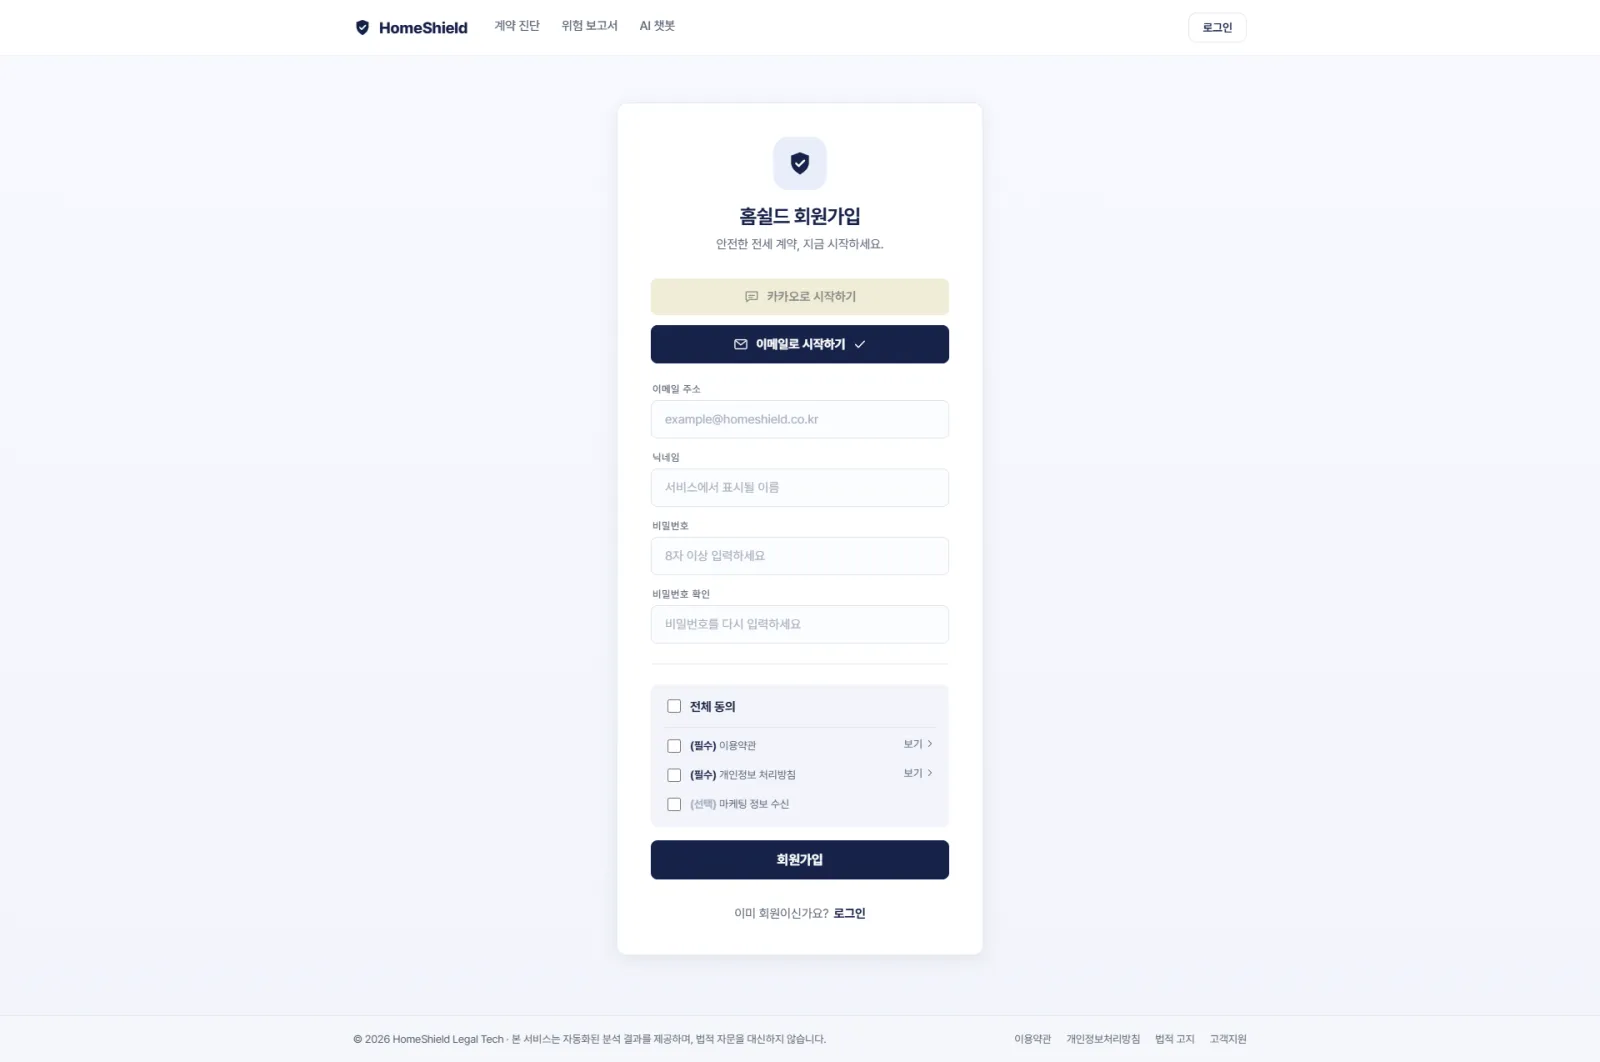 HomeShield 계약 진단 위험 보고서 AI 챗봇 로그인
홈쉴드 회원가입
안전한 전세 계약, 지금 시작하세요.
카카오로 시작하기
이메일로 시작하기
이메일 주소
example@homeshield.co.kr
닉네임
서비스에서 표시될 이름
비밀번호
8자 이상 입력하세요
비밀번호 확인
비밀번호를 다시 입력하세요
전체 동의
(필수) 이용약관 보기 >
(필수) 개인정보 처리방침 보기 >
(선택) 마케팅 정보 수신
회원가입
이미 회원이신가요? 로그인
© 2026 HomeShield Legal Tech · 본 서비스는 자동화된 분석 결과를 제공하며, 법적 자문을 대신하지 않습니다. 이용약관 개인정보처리방침 법적 고지 고객지원